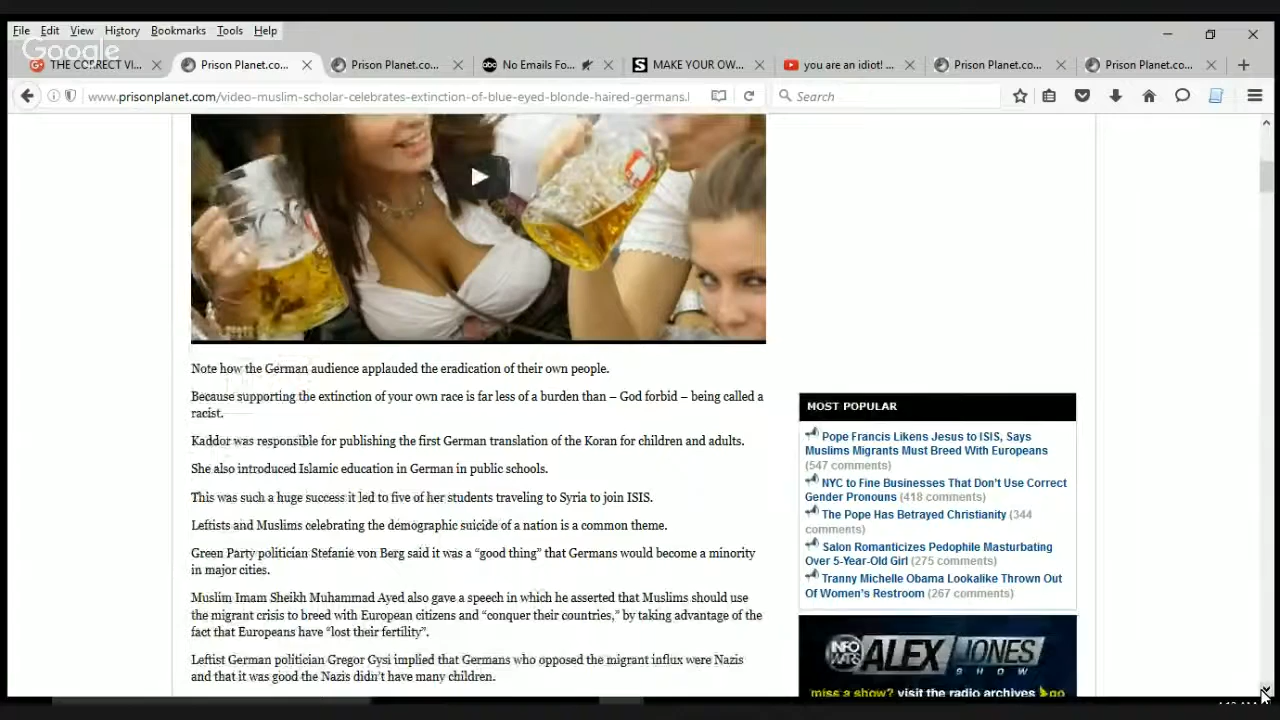 File Edit View History Bookmarks Tools Help
Google
THE CORRECT VI...
Prison Planet.co...
Prison Planet.co...
No Emails Fo...
MAKE YOUR OW...
you are an idiot! ...
Prison Planet.co...
Prison Planet.co...
www.prisonplanet.com/video-muslim-scholar-celebrates-extinction-of-blue-eyed-blonde-haired-germans.l
Search
Note how the German audience applauded the eradication of their own people.
Because supporting the extinction of your own race is far less of a burden than – God forbid – being called a
racist.
Kaddor was responsible for publishing the first German translation of the Koran for children and adults.
She also introduced Islamic education in German in public schools.
This was such a huge success it led to five of her students traveling to Syria to join ISIS.
Leftists and Muslims celebrating the demographic suicide of a nation is a common theme.
Green Party politician Stefanie von Berg said it was a “good thing” that Germans would become a minority
in major cities.
Muslim Imam Sheikh Muhammad Ayed also gave a speech in which he asserted that Muslims should use
the migrant crisis to breed with European citizens and “conquer their countries,” by taking advantage of the
fact that Europeans have “lost their fertility”.
Leftist German politician Gregor Gysi implied that Germans who opposed the migrant influx were Nazis
and that it was good the Nazis didn’t have many children.
MOST POPULAR
Pope Francis Likens Jesus to ISIS, Says
Muslims Migrants Must Breed With Europeans
(547 comments)
NYC to Fine Businesses That Don't Use Correct
Gender Pronouns (418 comments)
The Pope Has Betrayed Christianity (344
comments)
Salon Romanticizes Pedophile Masturbating
Over 5-Year-Old Girl (275 comments)
Tranny Michelle Obama Lookalike Thrown Out
Of Women's Restroom (267 comments)
INFO WARS ALEX JONES
SHOW
miss a show? visit the radio archives go